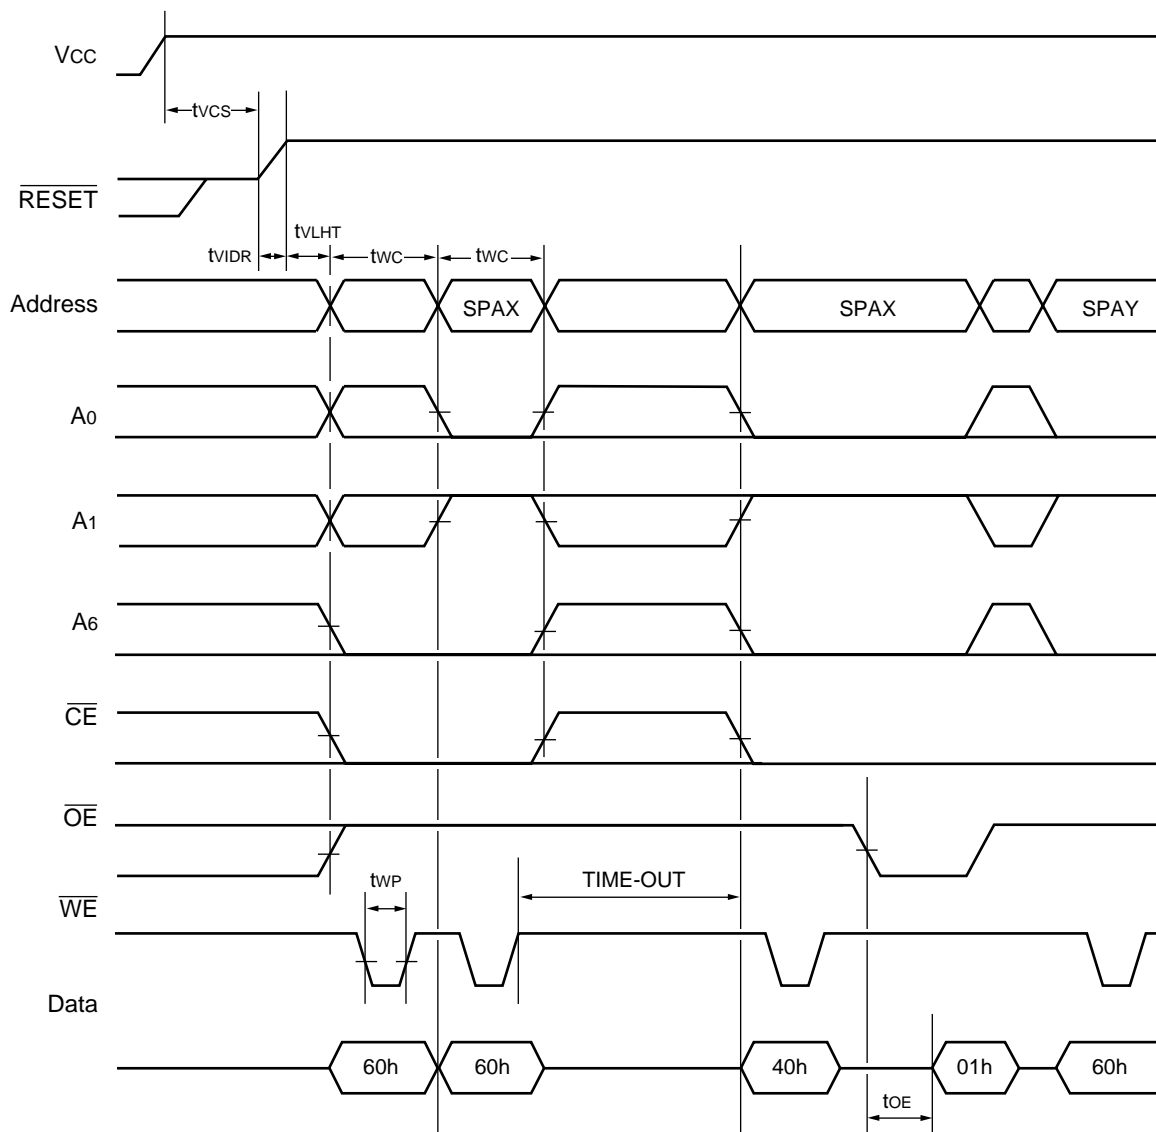 VCC
tVCS
RESET
tVIDR
tVLHT
tWC
tWC
Address
SPAX
SPAX
SPAY
A0
A1
A6
CE
OE
tWP
TIME-OUT
WE
Data
60h
60h
40h
01h
60h
tOE